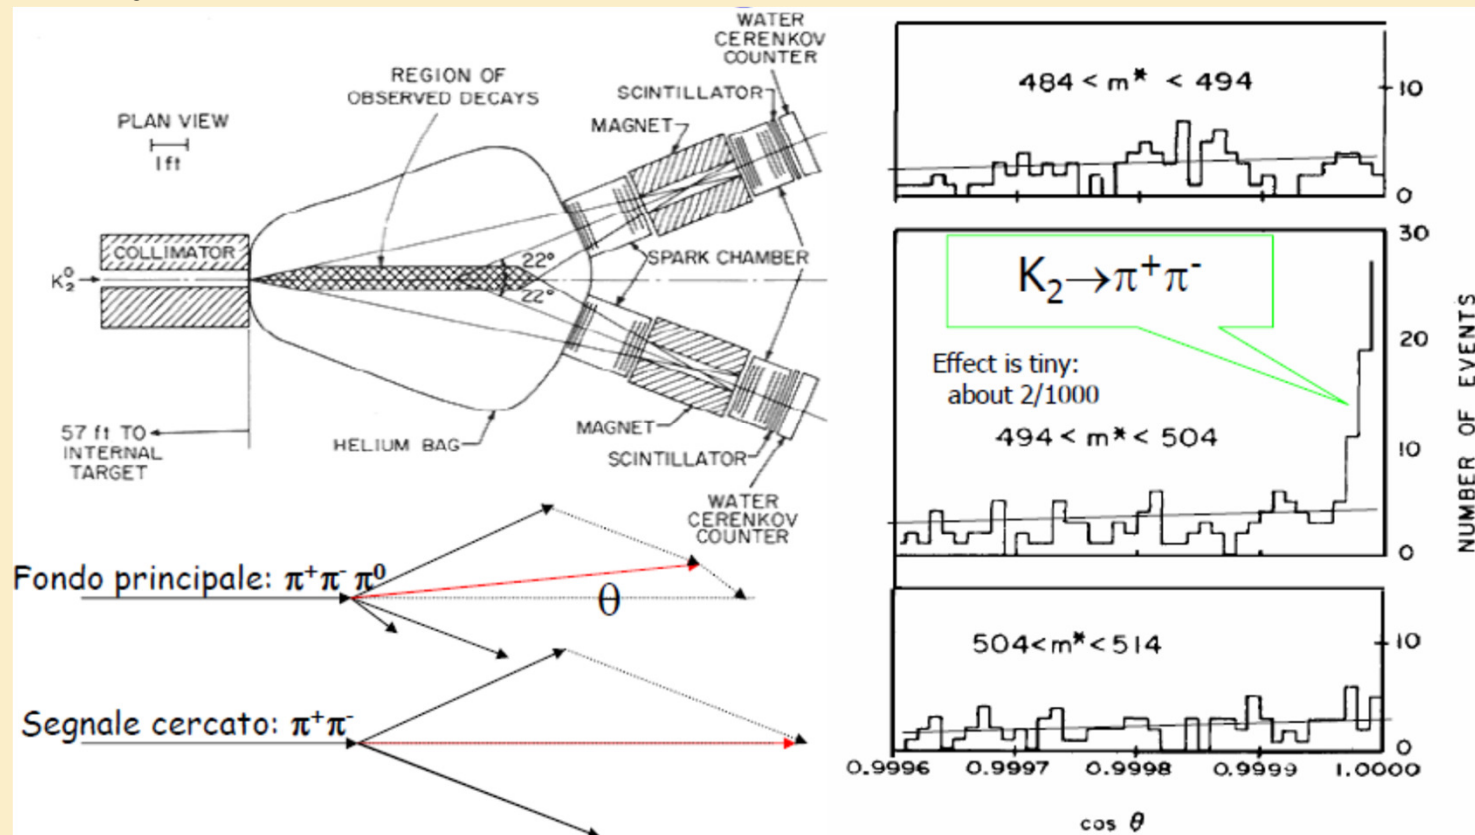 PLAN VIEW
1ft
REGION OF
OBSERVED DECAYS
WATER
CERENKOV
COUNTER
SCINTILLATOR
MAGNET
COLLIMATOR
K₂⁰
22°
22°
SPARK CHAMBER
57 ft TO
INTERNAL
TARGET
HELIUM BAG
MAGNET
SCINTILLATOR
WATER
CERENKOV
COUNTER
Fondo principale: π⁺π⁻ π⁰
θ
Segnale cercato: π⁺π⁻
484 < m* < 494
10
0
30
K₂→π⁺π⁻
20
Effect is tiny:
about 2/1000
494 < m* < 504
10
0
NUMBER OF EVENTS
504<m*<514
10
0
0.9996 0.9997 0.9998 0.9999 1.0000
cos θ